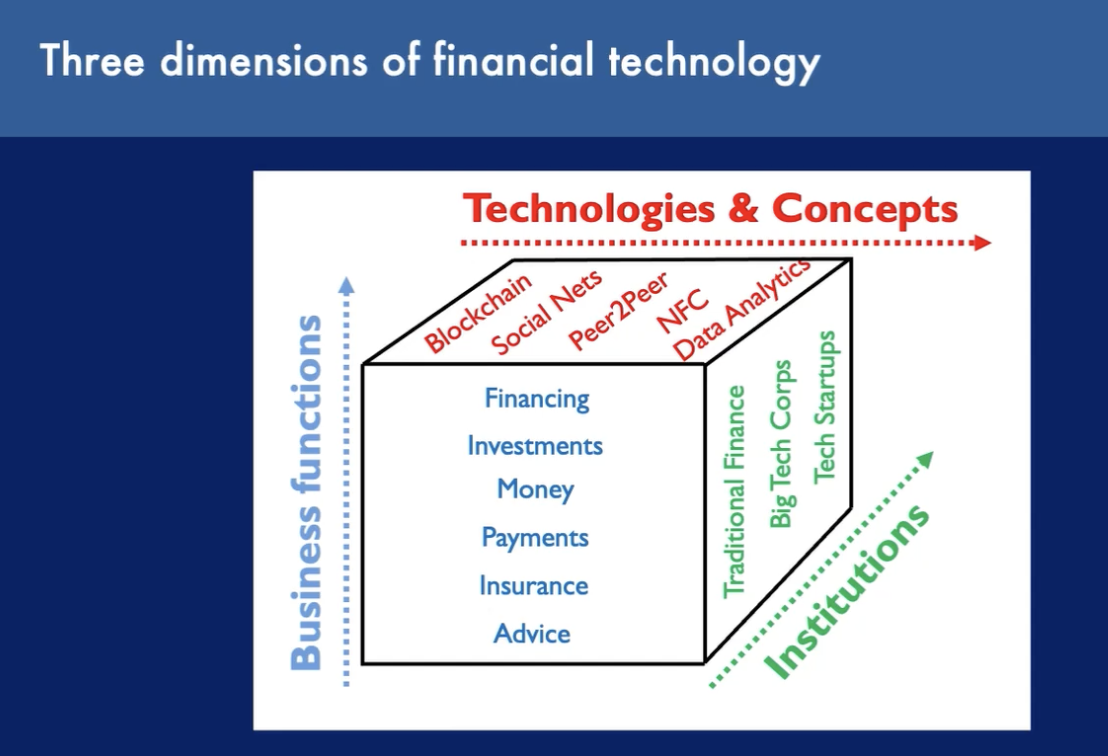 Three dimensions of financial technology
Technologies & Concepts
Blockchain
Social Nets
Peer2Peer
NFC
Data Analytics
Business functions
Financing
Investments
Money
Payments
Insurance
Advice
Traditional Finance
Big Tech Corps
Tech Startups
Institutions